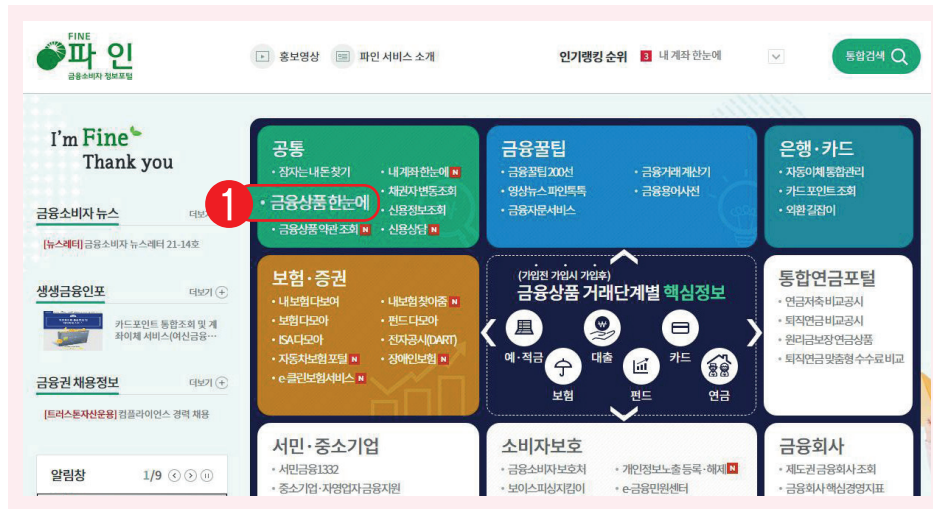 FINE
파인
금융소비자 정보포털
홍보영상
파인 서비스 소개
인기랭킹 순위 3 내 계좌 한눈에
통합검색
I'm Fine
Thank you
금융소비자 뉴스 더보
[뉴스레터] 금융소비자 뉴스레터 21-14호
생생금융인포 더보기
카드포인트 통합조회 및 계
좌이체 서비스(여신금융…
금융권 채용정보 더보기
[트러스톤자산운용] 컴플라이언스 경력 채용
알림창 1/9
공통
• 잠자는 내 돈 찾기
• 내 계좌 한눈에 N
1
• 금융상품 한눈에
• 채권자 변동조회
• 신용정보조회
• 금융상품 약관 조회 N
• 신용상담 N
금융꿀팁
• 금융꿀팁 200선
• 금융거래 계산기
• 영상뉴스 파인톡톡
• 금융용어사전
• 금융자문서비스
은행·카드
• 자동이체 통합관리
• 카드 포인트 조회
• 외환 길잡이
보험·증권
• 내 보험 다보여
• 내보험 찾아줌 N
• 보험다모아
• 펀드다모아
• ISA다모아
• 전자공시(DART)
• 자동차보험 포털 N
• 장애인보험 N
• e 클린보험서비스 N
(가입전 가입시 가입후)
금융상품 거래단계별 핵심정보
예·적금
대출
카드
보험
펀드
연금
통합연금포털
• 연금저축 비교공시
• 퇴직연금 비교공시
• 원리금보장 연금상품
• 퇴직연금 맞춤형 수수료 비교
서민·중소기업
• 서민금융1332
• 중소기업·자영업자 금융지원
소비자보호
• 금융소비자보호처
• 개인정보노출 등록·해제 N
• 보이스피싱지킴이
• e-금융민원센터
금융회사
• 제도권 금융회사 조회
• 금융회사 핵심경영지표